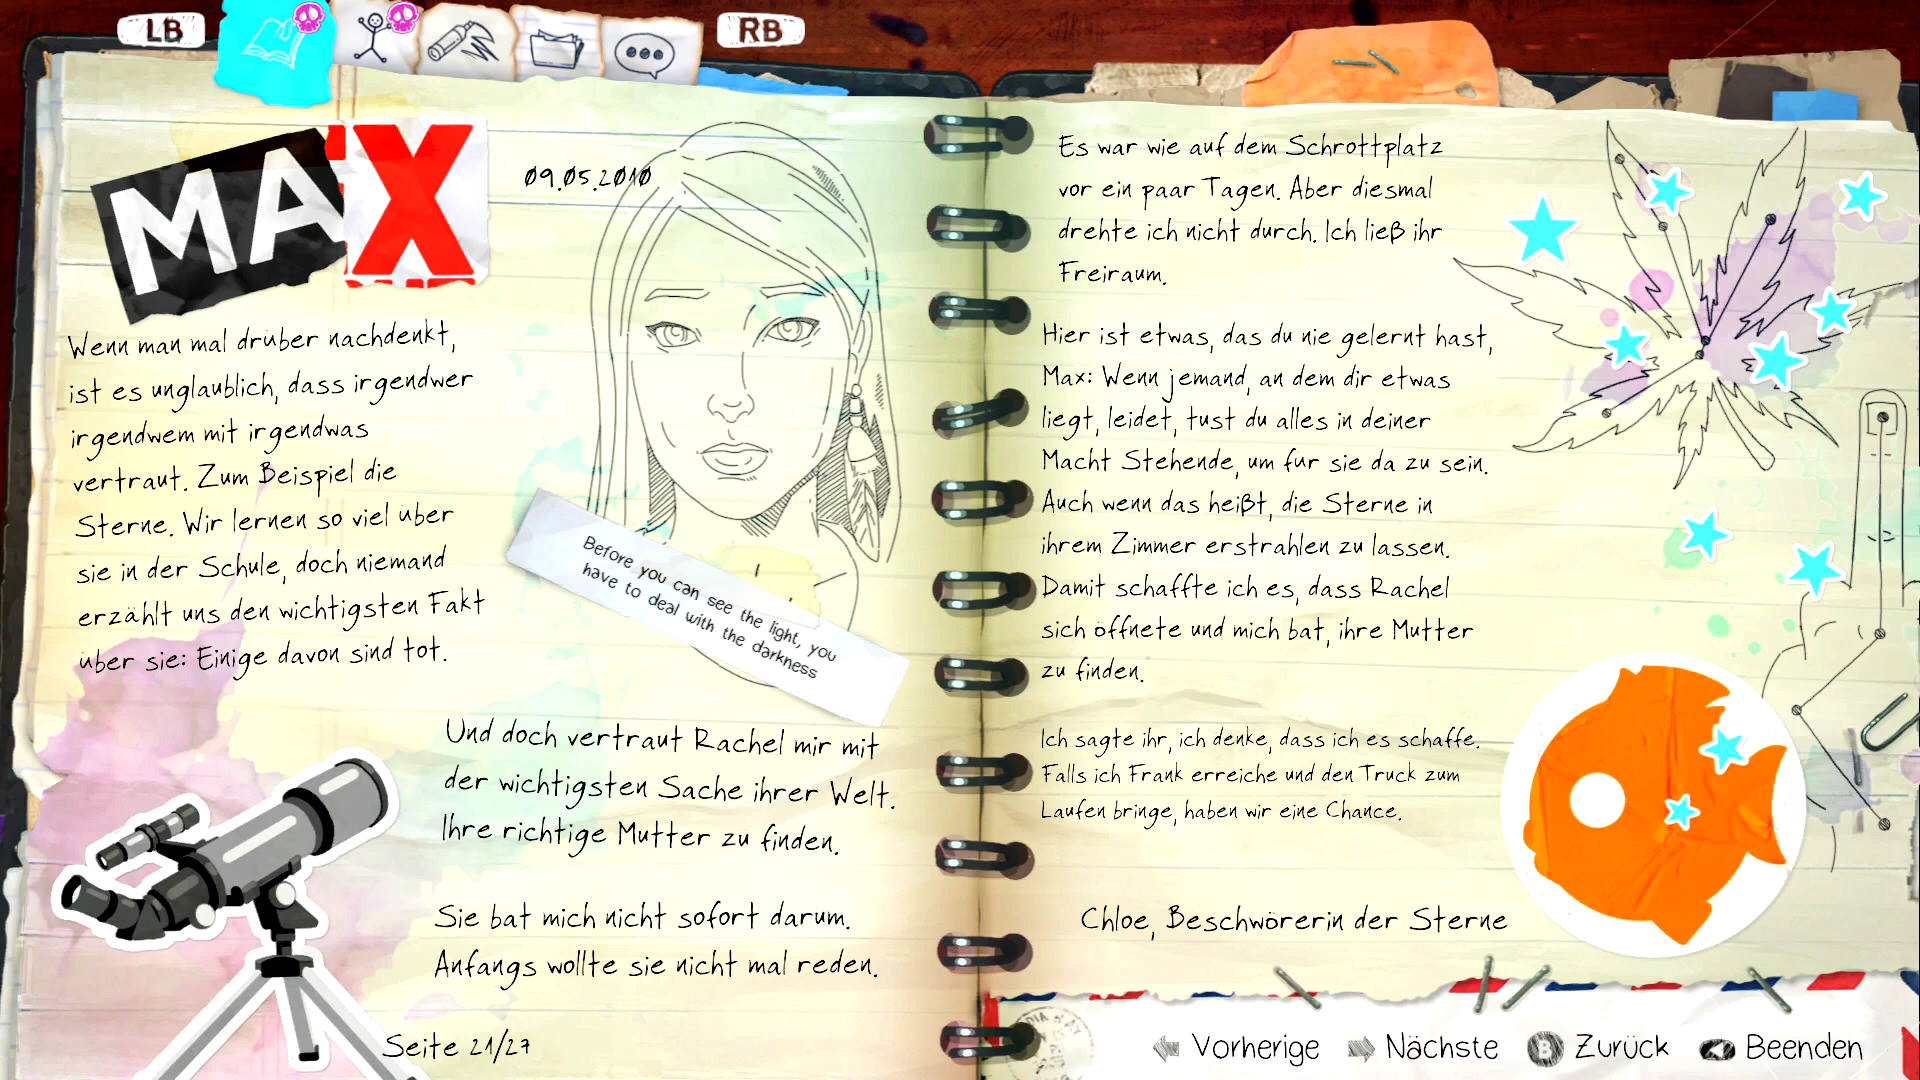 LB
RB
MAX
09.05.2010
Wenn man mal drüber nachdenkt,
ist es unglaublich, dass irgendwer
irgendwem mit irgendwas
vertraut. Zum Beispiel die
Sterne. Wir lernen so viel über
sie in der Schule, doch niemand
erzählt uns den wichtigsten Fakt
über sie: Einige davon sind tot.
Before you can see the light, you
have to deal with the darkness
Und doch vertraut Rachel mir mit
der wichtigsten Sache ihrer Welt.
Ihre richtige Mutter zu finden.
Sie bat mich nicht sofort darum.
Anfangs wollte sie nicht mal reden.
Seite 21/27
Es war wie auf dem Schrottplatz
vor ein paar Tagen. Aber diesmal
drehte ich nicht durch. Ich ließ ihr
Freiraum.
Hier ist etwas, das du nie gelernt hast,
Max: Wenn jemand, an dem dir etwas
liegt, leidet, tust du alles in deiner
Macht Stehende, um für sie da zu sein.
Auch wenn das heißt, die Sterne in
ihrem Zimmer erstrahlen zu lassen.
Damit schaffte ich es, dass Rachel
sich öffnete und mich bat, ihre Mutter
zu finden.
Ich sagte ihr, ich denke, dass ich es schaffe.
Falls ich Frank erreiche und den Truck zum
Laufen bringe, haben wir eine Chance.
Chloe, Beschwörerin der Sterne
Vorherige
Nächste
B Zurück
Beenden